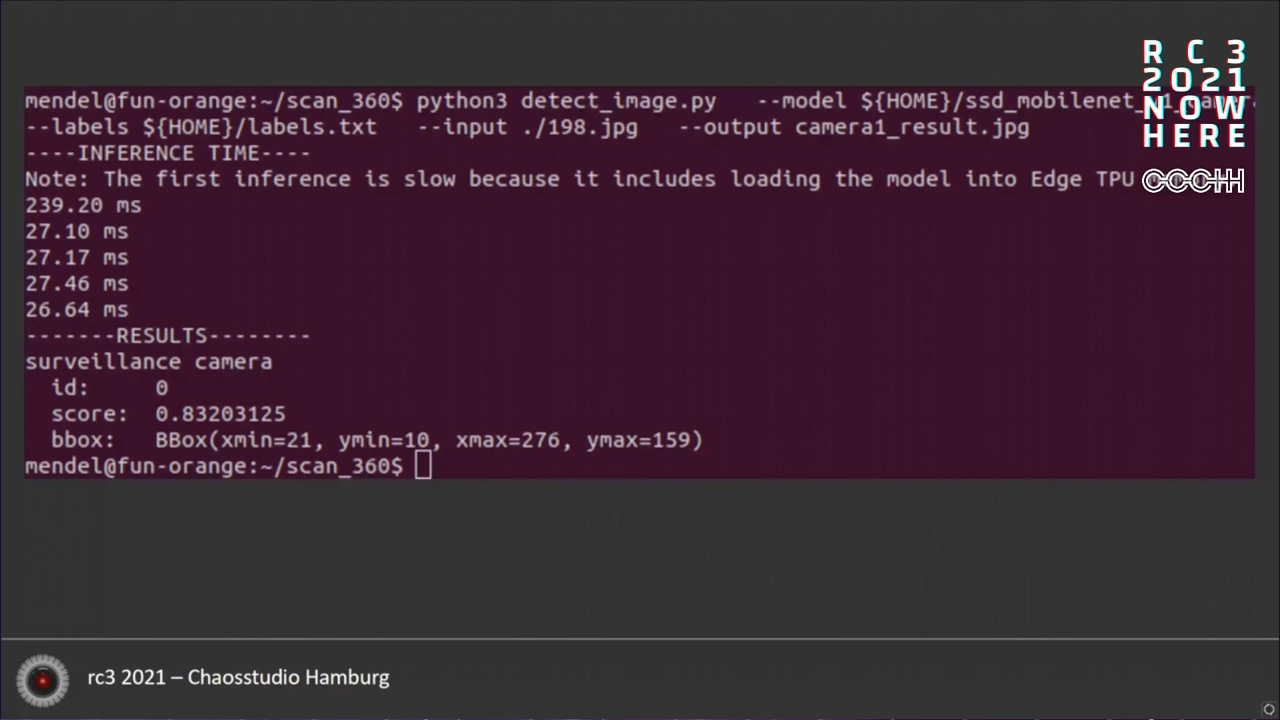 mendel@fun-orange:~/scan_360$ python3 detect_image.py --model ${HOME}/ssd_mobilenet_
--labels ${HOME}/labels.txt --input ./198.jpg --output camera1_result.jpg
----INFERENCE TIME----
Note: The first inference is slow because it includes loading the model into Edge TPU
239.20 ms
27.10 ms
27.17 ms
27.46 ms
26.64 ms
-------RESULTS--------
surveillance camera
id: 0
score: 0.83203125
bbox: BBox(xmin=21, ymin=10, xmax=276, ymax=159)
mendel@fun-orange:~/scan_360$
RC3
2021
NOW
HERE
CCCHH
rc3 2021 – Chaosstudio Hamburg